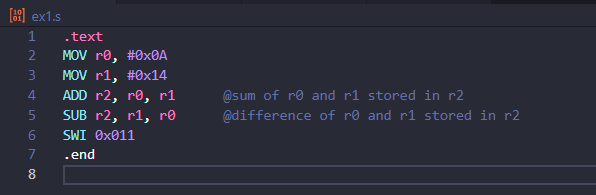 ex1.s
1 .text
2 MOV r0, #0x0A
3 MOV r1, #0x14
4 ADD r2, r0, r1 @sum of r0 and r1 stored in r2
5 SUB r2, r1, r0 @difference of r0 and r1 stored in r2
6 SWI 0x011
7 .end
8